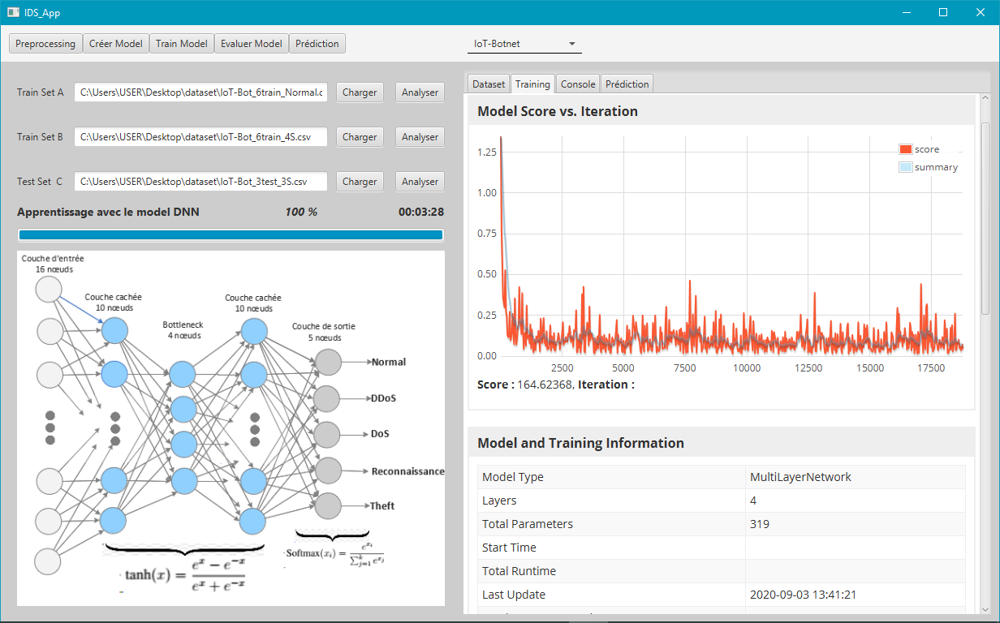 IDS_App
Preprocessing Créer Model Train Model Evaluer Model Prédiction IoT-Botnet
Train Set A C:\Users\USER\Desktop\dataset\IoT-Bot_6train_Normal.c Charger Analyser
Train Set B C:\Users\USER\Desktop\dataset\IoT-Bot_6train_4S.csv Charger Analyser
Test Set C C:\Users\USER\Desktop\dataset\IoT-Bot_3test_3S.csv Charger Analyser
Apprentissage avec le model DNN 100 % 00:03:28
Couche d'entrée
16 nœuds
Couche cachée
10 nœuds
Bottleneck
4 nœuds
Couche cachée
10 nœuds
Couche de sortie
5 nœuds
Normal
DDoS
DoS
Reconnaissance
Theft
tanh(x) = e^x − e^−x / e^x + e^−x
Softmax(x_i) = e^x_i / ∑^k_j=1 e^x_j
Dataset Training Console Prédiction
Model Score vs. Iteration
score
summary
1.25
1.00
0.75
0.50
0.25
0.00
2500 5000 7500 10000 12500 15000 17500
Score : 164.62368, Iteration :
Model and Training Information
Model Type MultiLayerNetwork
Layers 4
Total Parameters 319
Start Time
Total Runtime
Last Update 2020-09-03 13:41:21